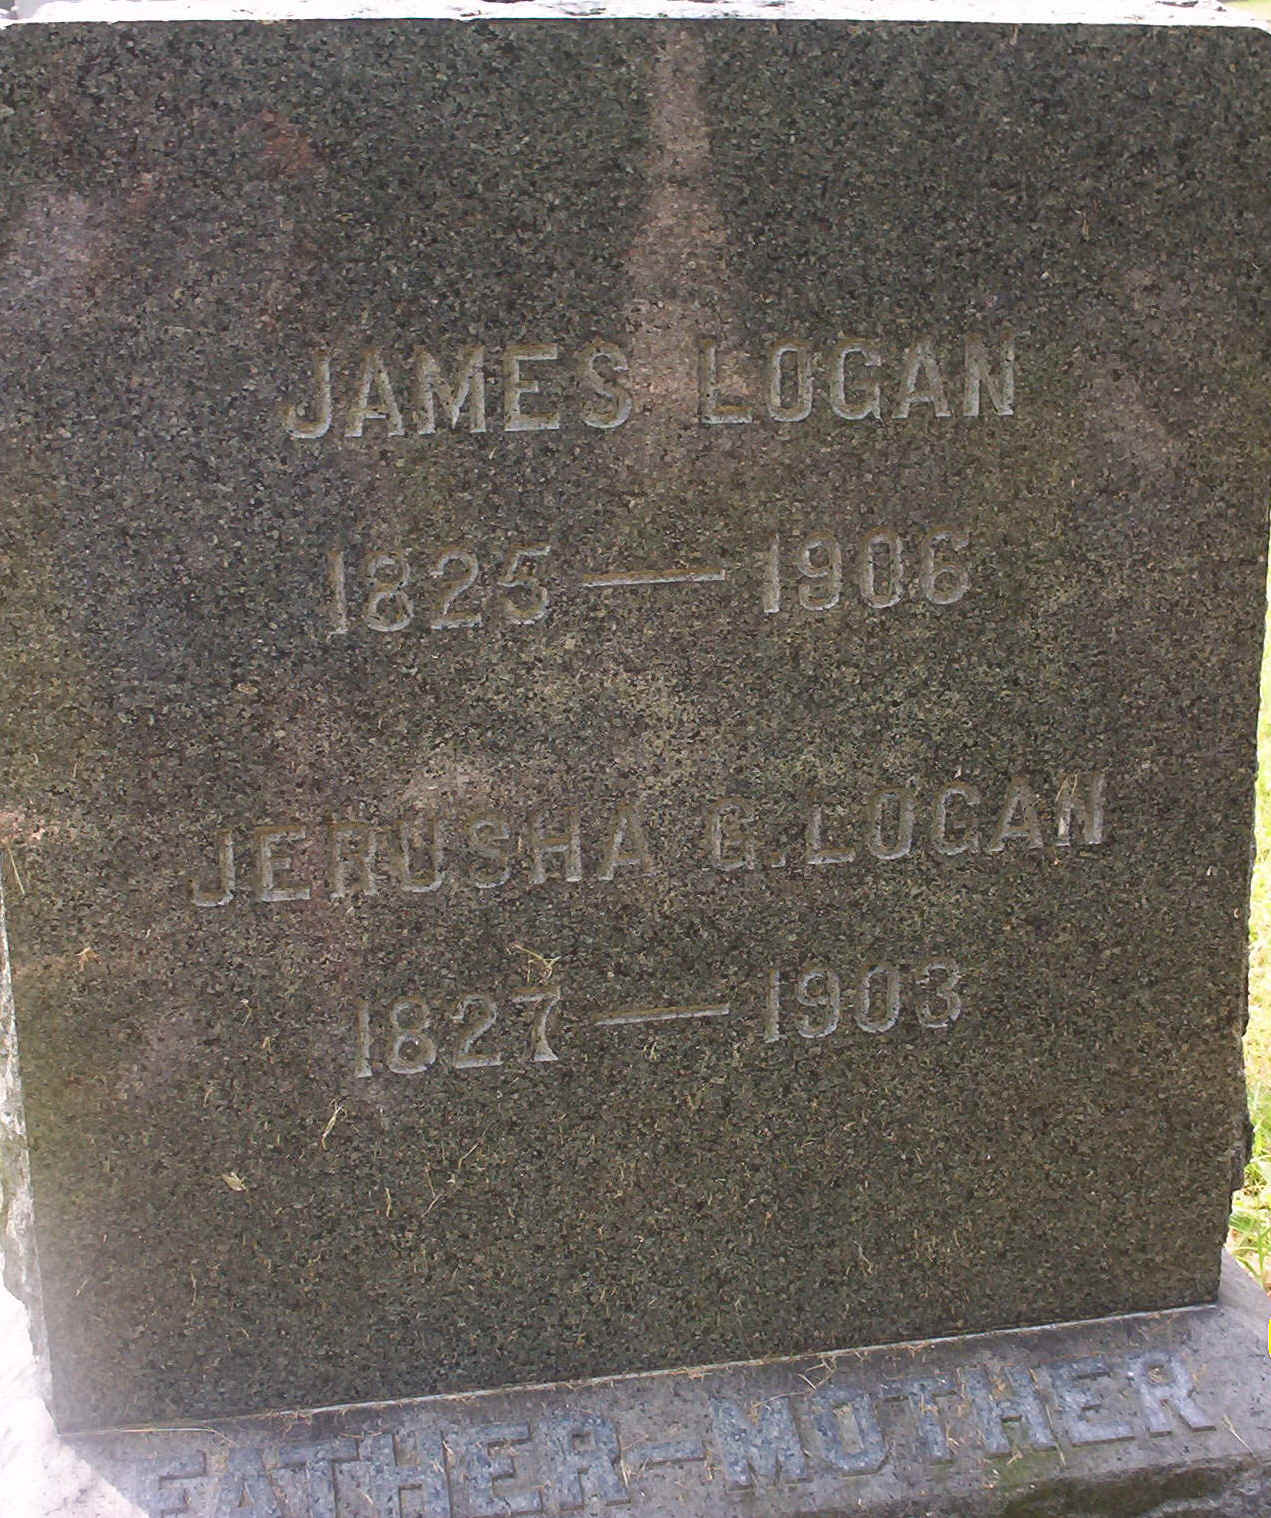 JAMES LOGAN
1825—1906
JERUSHA G. LOGAN
1827—1903
FATHER–MOTHER